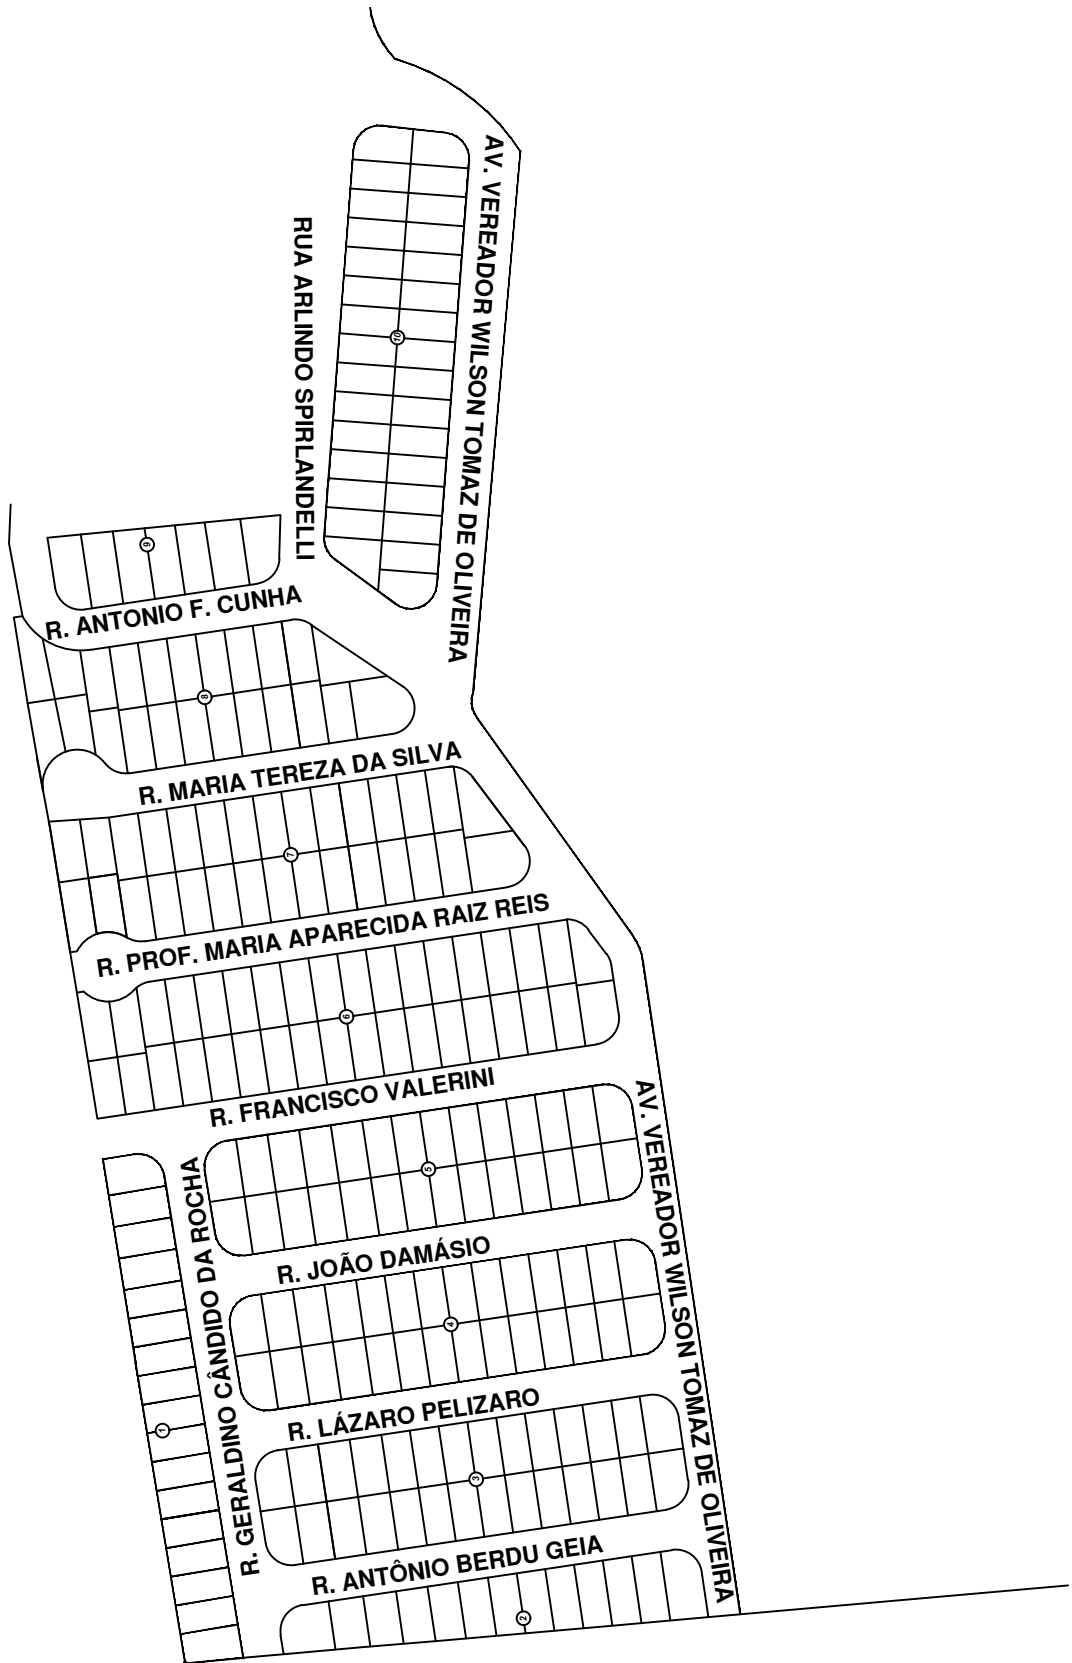 AV. VEREADOR WILSON TOMAZ DE OLIVEIRA
RUA ARLINDO SPIRLANDELLI
10
9
R. ANTONIO F. CUNHA
8
R. MARIA TEREZA DA SILVA
7
R. PROF. MARIA APARECIDA RAIZ REIS
6
R. FRANCISCO VALERINI
AV. VEREADOR WILSON TOMAZ DE OLIVEIRA
R. GERALDINO CÂNDIDO DA ROCHA
5
R. JOÃO DAMÁSIO
4
R. LÁZARO PELIZARO
1
3
R. ANTÔNIO BERDU GEIA
2